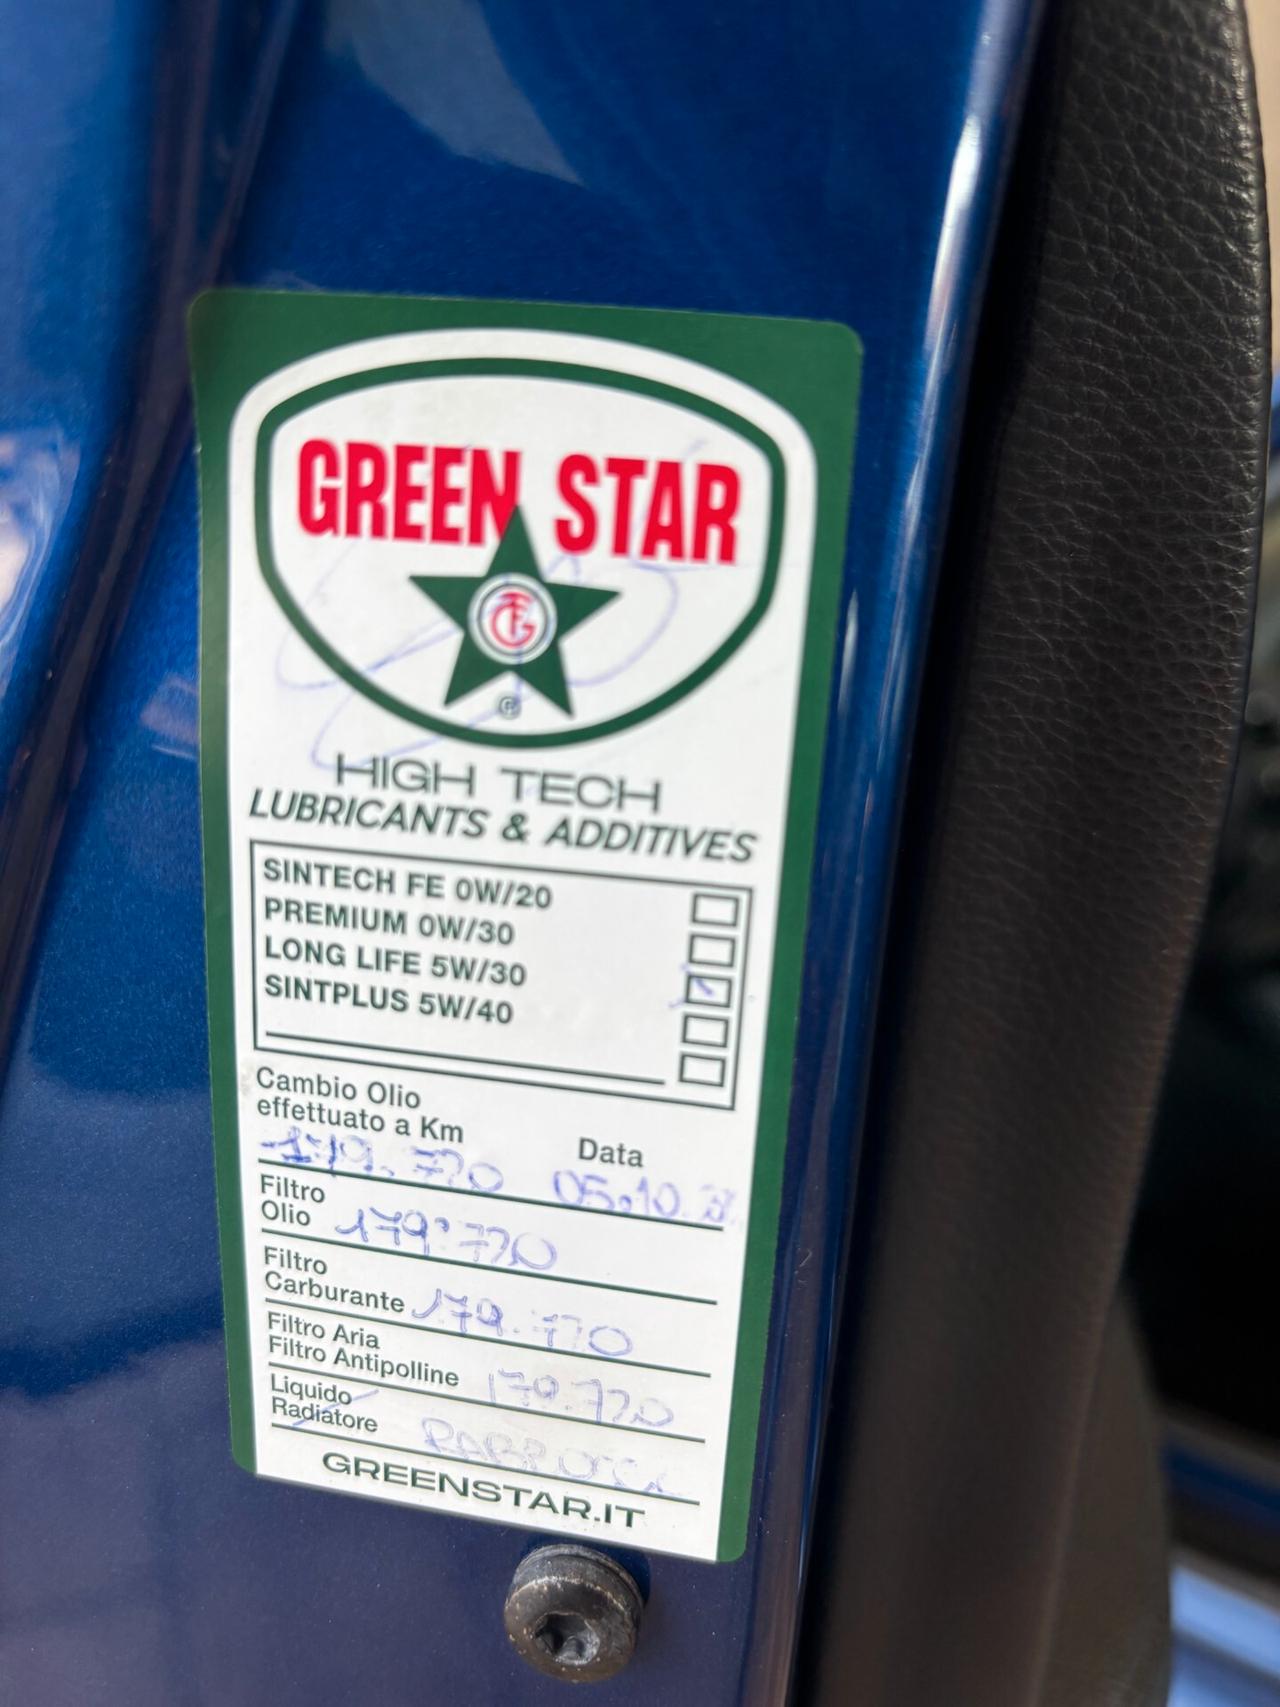 GREEN STAR
HIGH TECH
LUBRICANTS & ADDITIVES
SINTECH FE 0W/20
PREMIUM 0W/30
LONG LIFE 5W/30
SINTPLUS 5W/40
Cambio Olio
effettuato a Km
Data
179.770 05.10.
Filtro
Olio 179.770
Filtro
Carburante 179.770
Filtro Aria
Filtro Antipolline 179.770
Liquido
Radiatore
GREENSTAR.IT